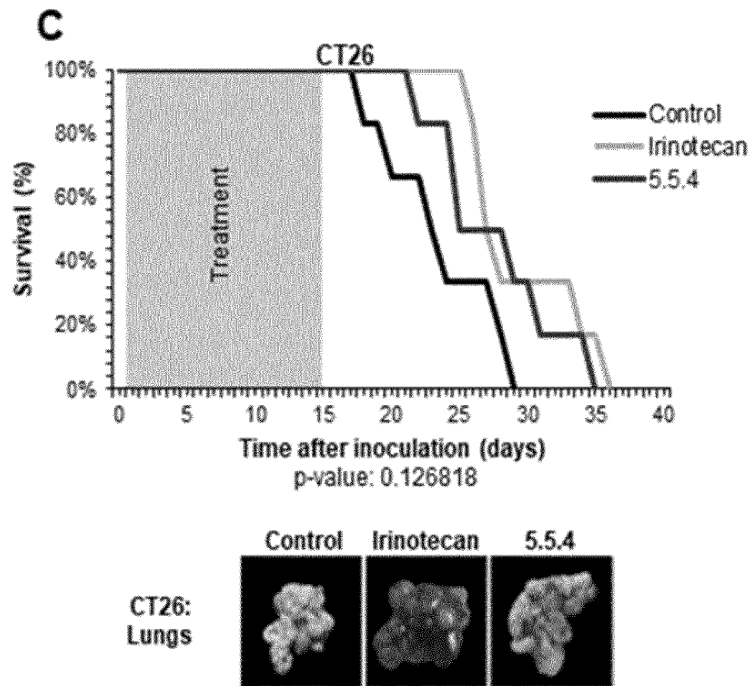 C
CT26
100%
80%
60%
40%
20%
0%
Survival (%)
Treatment
Control
Irinotecan
5.5.4
0 5 10 15 20 25 30 35 40
Time after inoculation (days)
p-value: 0.126818
Control Irinotecan 5.5.4
CT26:
Lungs